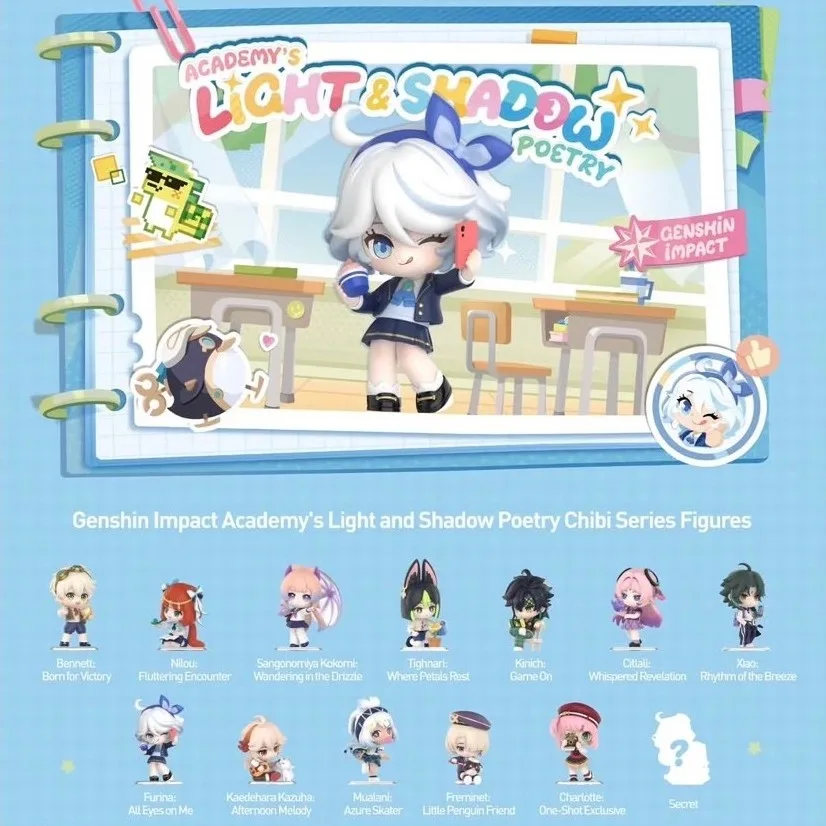 ACADEMY'S
LIGHT & SHADOW
POETRY
GENSHIN
IMPACT
Genshin Impact Academy's Light and Shadow Poetry Chibi Series Figures
Bennett:
Born for Victory
Nilou:
Fluttering Encounter
Sangonomiya Kokomi:
Wandering in the Drizzle
Tighnari:
Where Petals Rest
Kinich:
Game On
Citlali:
Whispered Revelation
Xiao:
Rhythm of the Breeze
Furina:
All Eyes on Me
Kaedehara Kazuha:
Afternoon Melody
Mualani:
Azure Skater
Freminet:
Little Penguin Friend
Charlotte:
One-Shot Exclusive
?
Secret